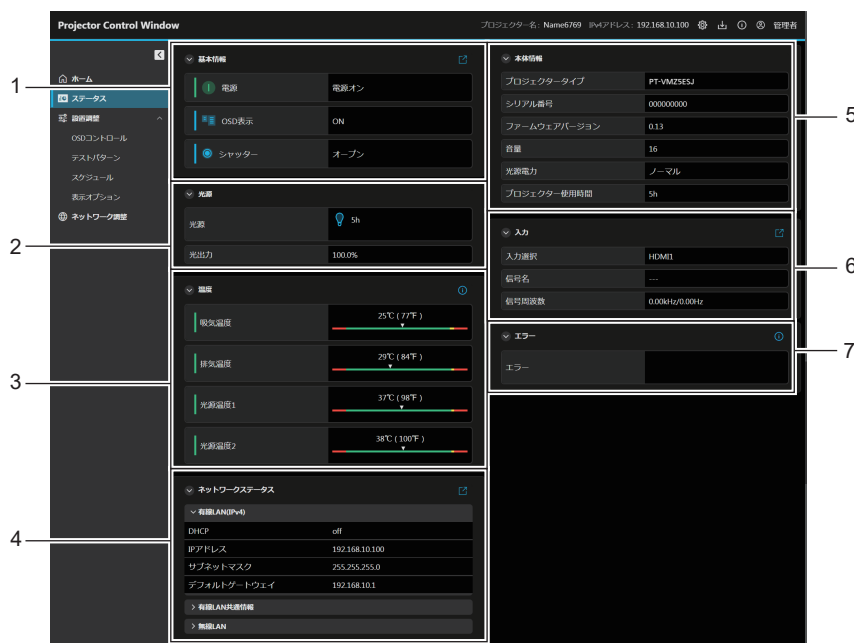 Projector Control Window
プロジェクター名: Name6769 IPv4アドレス: 192.168.10.100 管理者
ホーム
ステータス
設置調整
OSDコントロール
テストパターン
スケジュール
表示オプション
ネットワーク調整
1
基本情報
電源 電源オン
OSD表示 ON
シャッター オープン
2
光源
光源 5h
光出力 100.0%
3
温度
吸気温度 25℃ ( 77℉ )
排気温度 29℃ ( 84℉ )
光源温度1 37℃ ( 98℉ )
光源温度2 38℃ ( 100℉ )
4
ネットワークステータス
有線LAN(IPv4)
DHCP off
IPアドレス 192.168.10.100
サブネットマスク 255.255.255.0
デフォルトゲートウェイ 192.168.10.1
有線LAN共通情報
無線LAN
本体情報
プロジェクタータイプ PT-VMZ5ESJ
シリアル番号 000000000
ファームウェアバージョン 0.13
音量 16
光源電力 ノーマル
プロジェクター使用時間 5h
5
入力
入力選択 HDMI1
信号名 ---
信号周波数 0.00kHz/0.00Hz
6
エラー
エラー
7